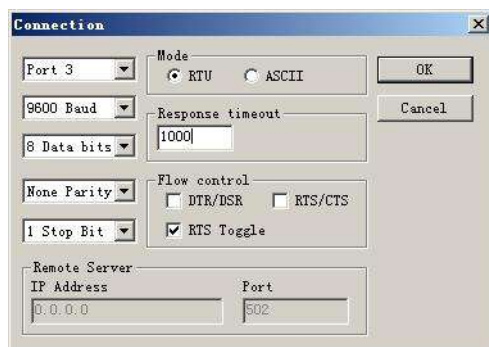 Connection
Port 3
Mode
RTU ASCII
OK
9600 Baud
Response timeout
Cancel
1000
8 Data bits
None Parity
Flow control
DTR/DSR RTS/CTS
1 Stop Bit
RTS Toggle
Remote Server
IP Address Port
0.0.0.0 502